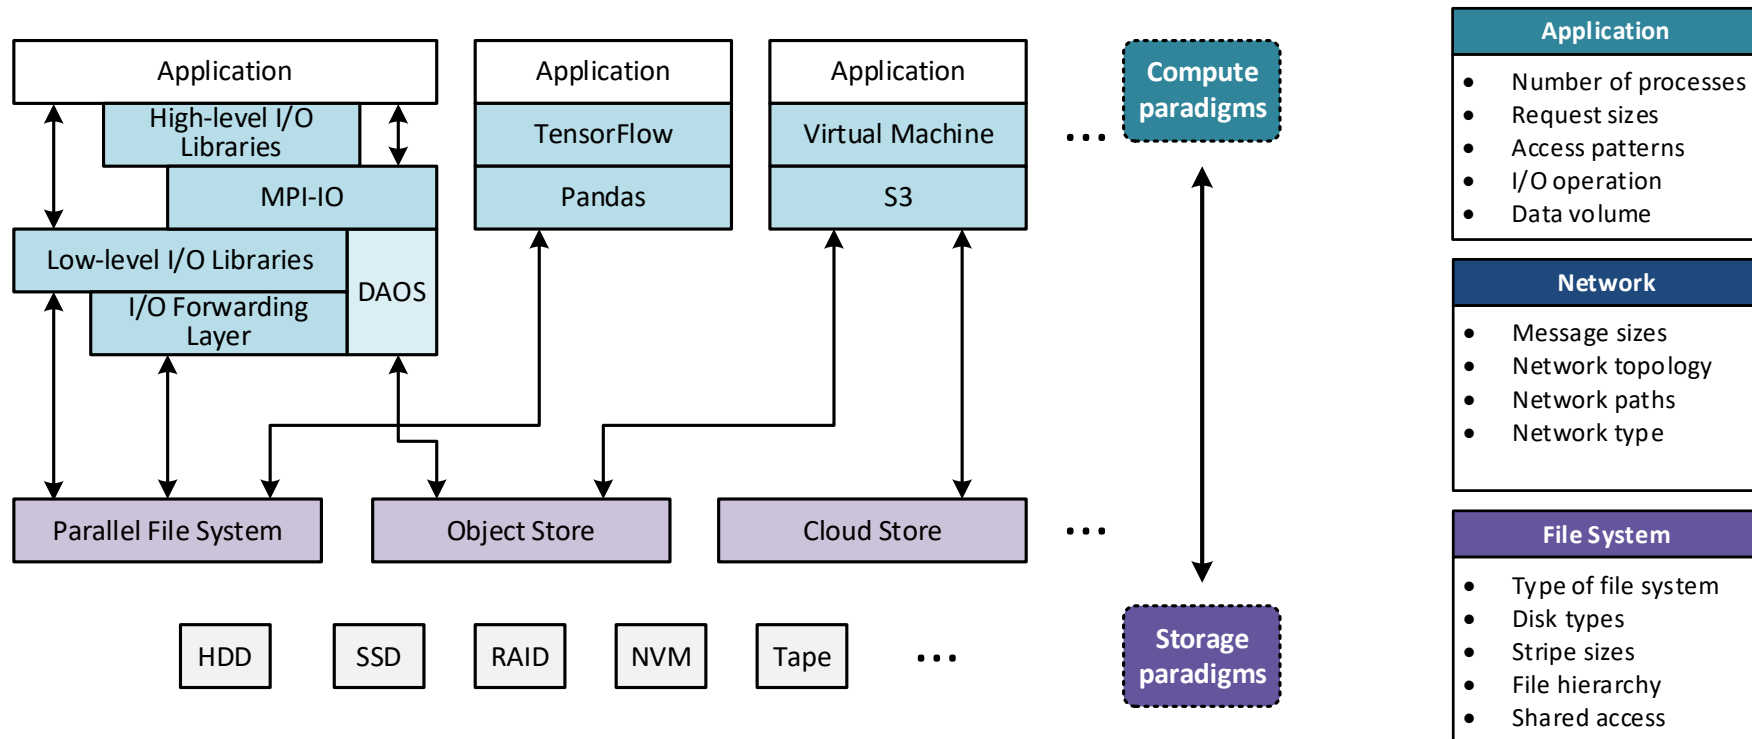 Application
High-level I/O
Libraries
MPI-IO
Low-level I/O Libraries
DAOS
I/O Forwarding
Layer
Application
TensorFlow
Pandas
Application
Virtual Machine
S3
...
Compute
paradigms
Parallel File System
Object Store
Cloud Store
...
HDD
SSD
RAID
NVM
Tape
...
Storage
paradigms
Application
• Number of processes
• Request sizes
• Access patterns
• I/O operation
• Data volume
Network
• Message sizes
• Network topology
• Network paths
• Network type
File System
• Type of file system
• Disk types
• Stripe sizes
• File hierarchy
• Shared access